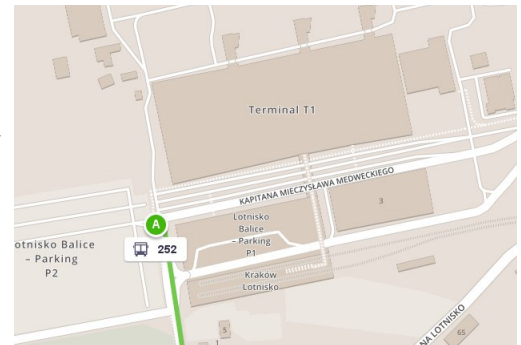 Terminal T1
KAPITANA MIECZYSŁAWA MEDWECKIEGO
3
A
252
Lotnisko
Balice
– Parking
P1
otnisko Balice
– Parking
P2
Kraków
Lotnisko
NA LOTNISKO
65
5
1